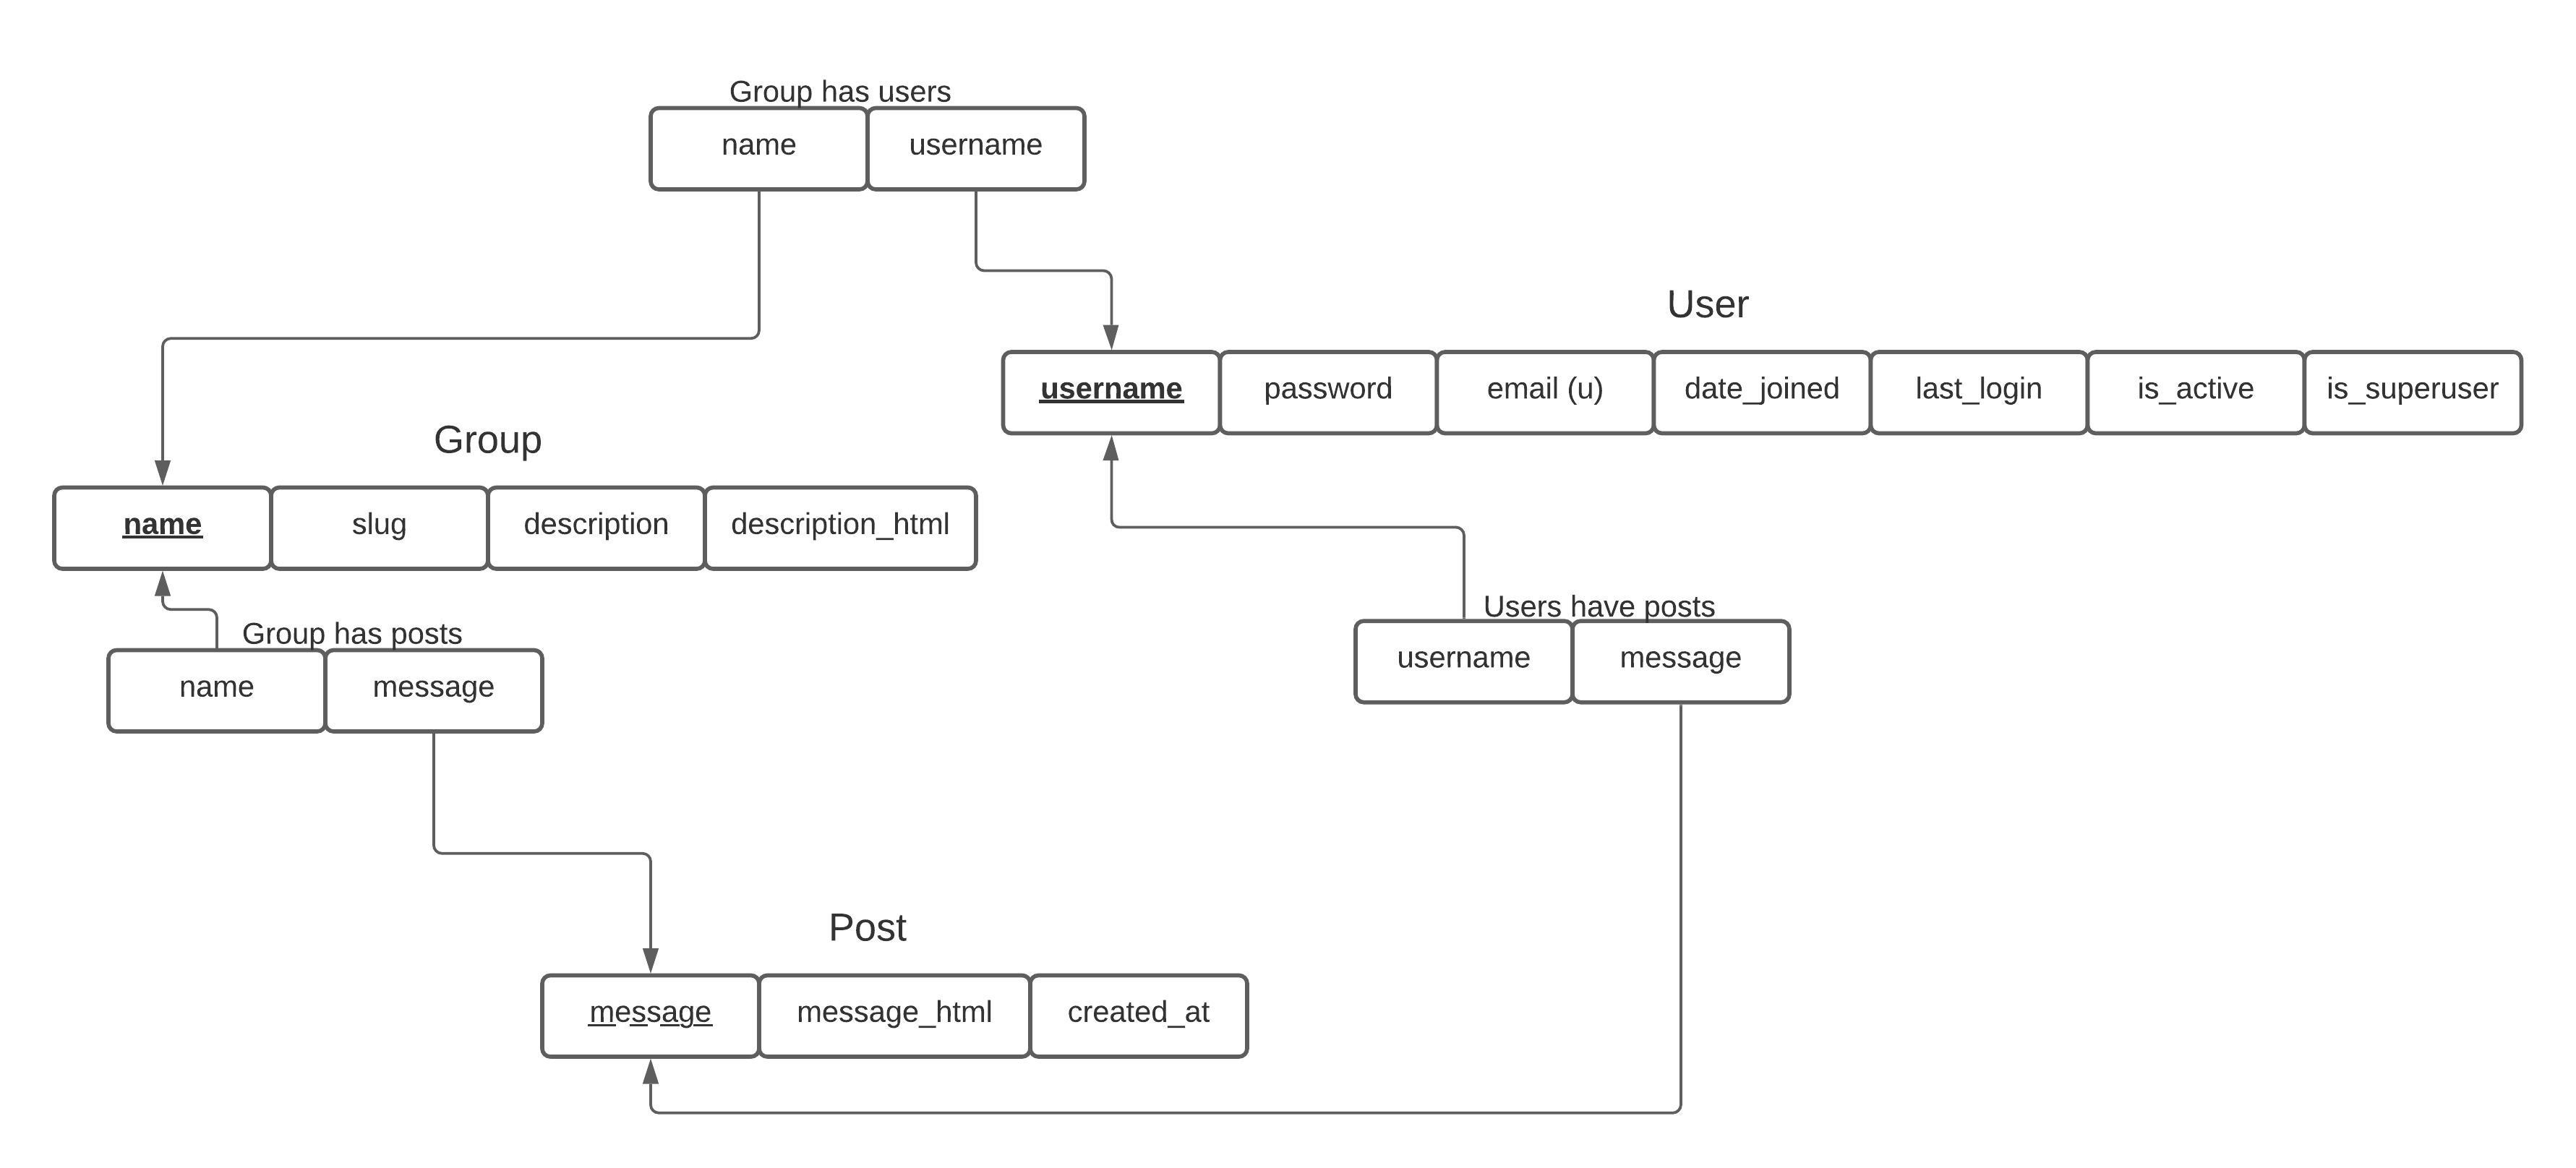 Group has users
name
username
User
username
password
email (u)
date_joined
last_login
is_active
is_superuser
Group
name
slug
description
description_html
Group has posts
name
message
Users have posts
username
message
Post
message
message_html
created_at